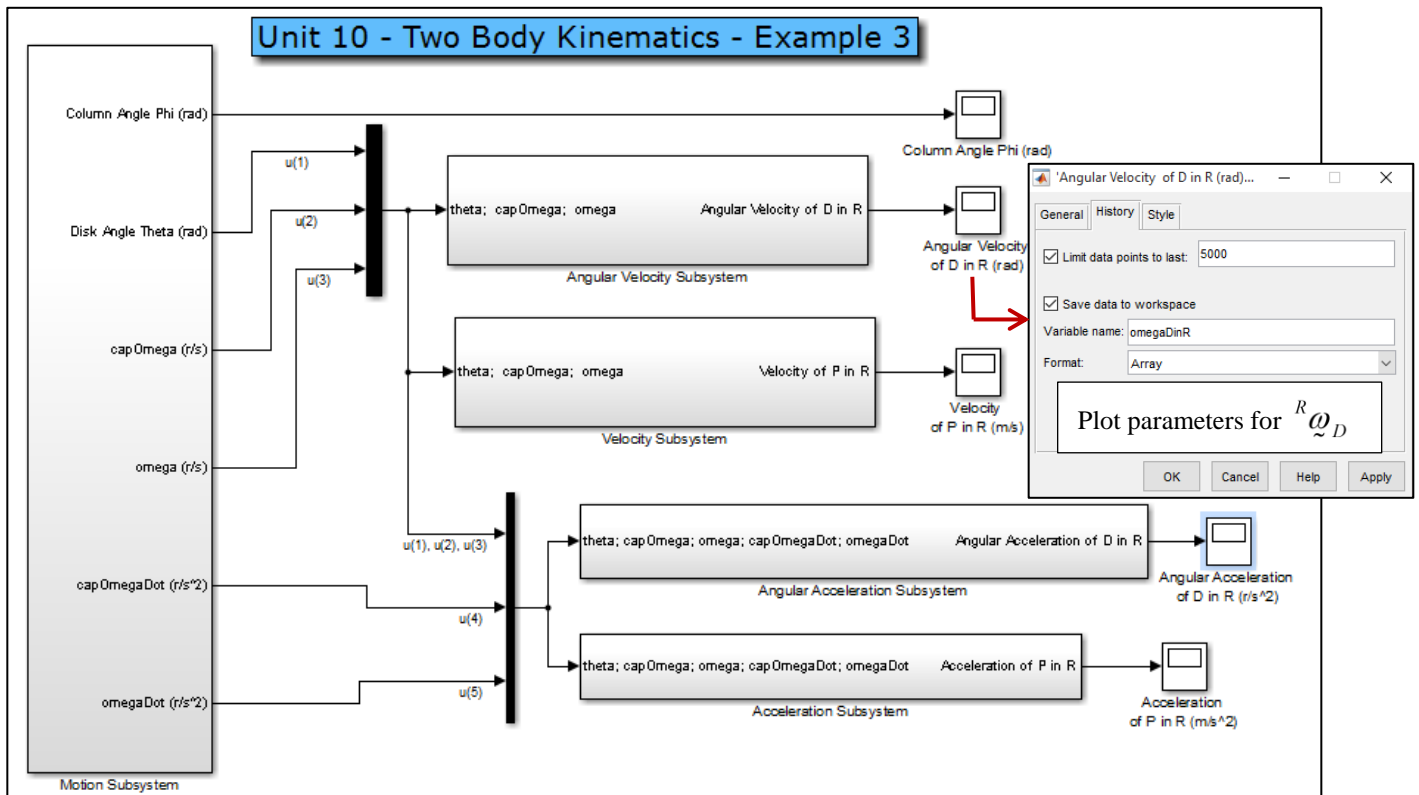 Unit 10 - Two Body Kinematics - Example 3
Column Angle Phi (rad)
Disk Angle Theta (rad)
capOmega (r/s)
omega (r/s)
capOmegaDot (r/s^2)
omegaDot (r/s^2)
Motion Subsystem
u(1)
u(2)
u(3)
theta; capOmega; omega
Angular Velocity of D in R
Angular Velocity Subsystem
theta; capOmega; omega
Velocity of P in R
Velocity Subsystem
u(1), u(2), u(3)
u(4)
u(5)
theta; capOmega; omega; capOmegaDot; omegaDot
Angular Acceleration of D in R
Angular Acceleration Subsystem
theta; capOmega; omega; capOmegaDot; omegaDot
Acceleration of P in R
Acceleration Subsystem
Column Angle Phi (rad)
Angular Velocity
of D in R (rad)
Velocity
of P in R (m/s)
Angular Acceleration
of D in R (r/s^2)
Acceleration
of P in R (m/s^2)
'Angular Velocity of D in R (rad)...
General
History
Style
Limit data points to last:
5000
Save data to workspace
Variable name:
omegaDinR
Format:
Array
Plot parameters for ᴿω̰_D
OK
Cancel
Help
Apply